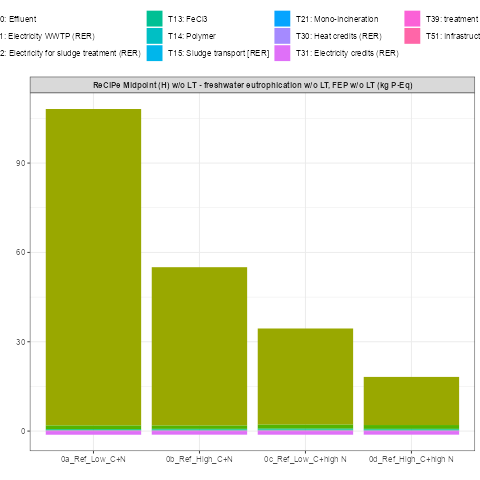 0: Effluent T13: FeCl3 T21: Mono-incineration T39: treatment
1: Electricity WWTP (RER) T14: Polymer T30: Heat credits (RER) T51: Infrastruct
2: Electricity for sludge treatment (RER) T15: Sludge transport [RER] T31: Electricity credits (RER)
ReCiPe Midpoint (H) w/o LT - freshwater eutrophication w/o LT, FEP w/o LT (kg P-Eq)
90
60
30
0
0a_Ref_Low_C+N 0b_Ref_High_C+N 0c_Ref_Low_C+high N 0d_Ref_High_C+high N